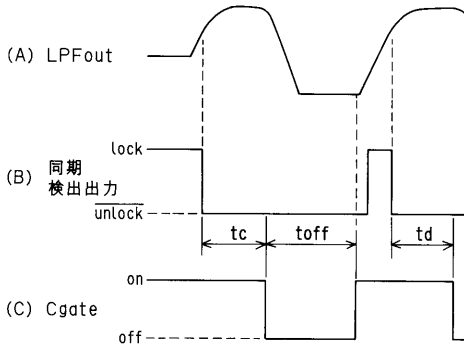 (A) LPFout
lock
(B) 同期
検出出力
unlock
tc
toff
td
on
(C) Cgate
off